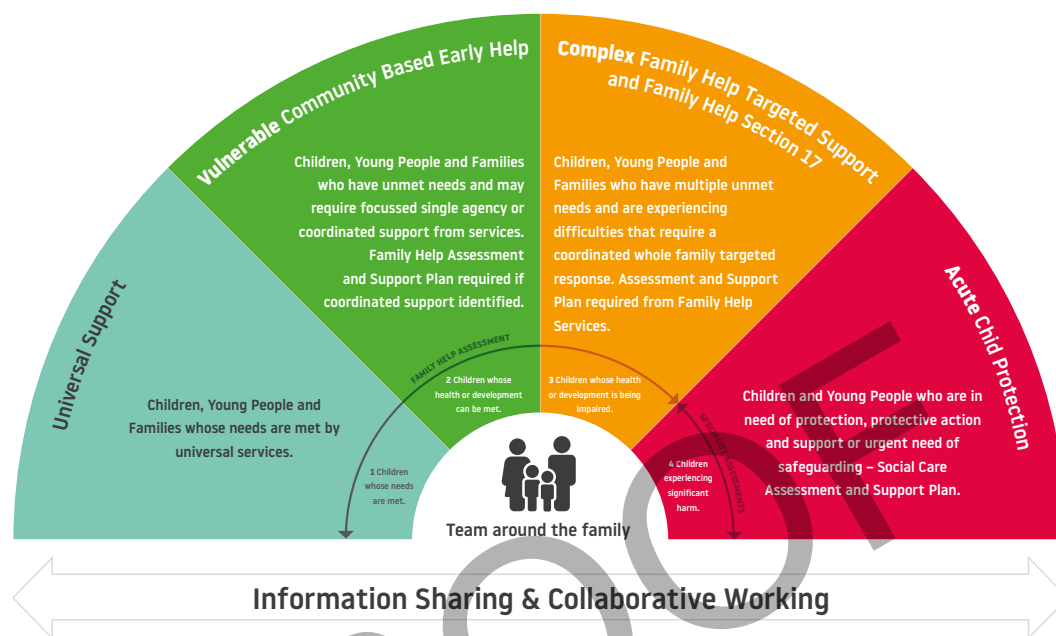 Universal Support
Children, Young People and
Families whose needs are met by
universal services.
1 Children
whose needs
are met.
Vulnerable Community Based Early Help
Children, Young People and Families
who have unmet needs and may
require focussed single agency or
coordinated support from services.
Family Help Assessment
and Support Plan required if
coordinated support identified.
FAMILY HELP ASSESSMENT
2 Children whose
health or development
can be met.
Complex Family Help Targeted Support
and Family Help Section 17
Children, Young People and
Families who have multiple unmet
needs and are experiencing
difficulties that require a
coordinated whole family targeted
response. Assessment and Support
Plan required from Family Help
Services.
3 Children whose health
or development is being
impaired.
Acute Chid Protection
Children and Young People who are in
need of protection, protective action
and support or urgent need of
safeguarding – Social Care
Assessment and Support Plan.
SPECIALIST ASSESSMENTS
4 Children
experiencing
significant
harm.
Team around the family
Information Sharing & Collaborative Working
OOF